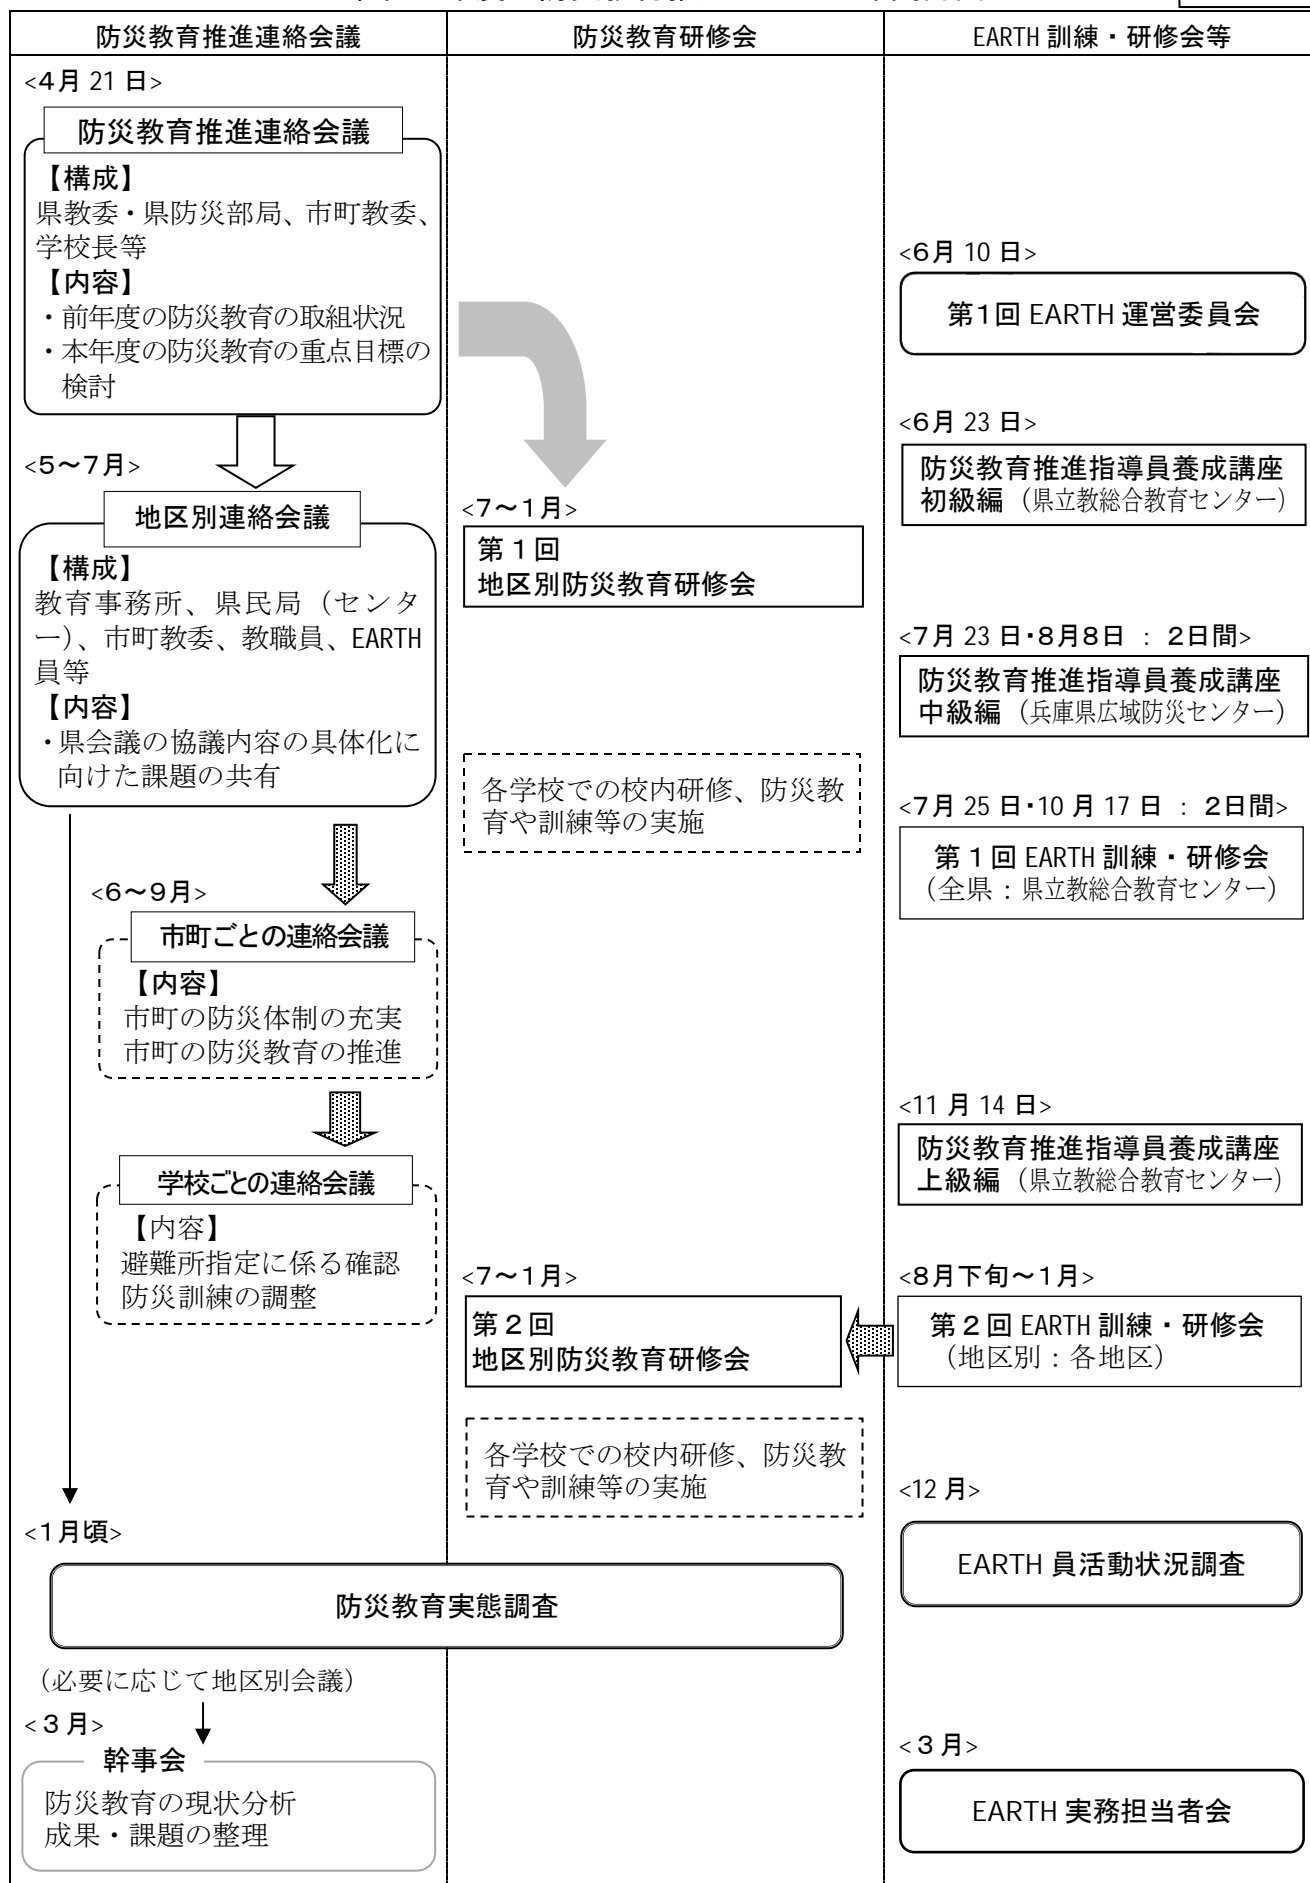 防災教育推進連絡会議
<4月 21 日>
防災教育推進連絡会議
【構成】
県教委・県防災部局、市町教委、
学校長等
【内容】
・前年度の防災教育の取組状況
・本年度の防災教育の重点目標の
検討
<5～7月>
地区別連絡会議
【構成】
教育事務所、県民局（センタ
ー）、市町教委、教職員、EARTH
員等
【内容】
・県会議の協議内容の具体化に
向けた課題の共有
<6～9月>
市町ごとの連絡会議
【内容】
市町の防災体制の充実
市町の防災教育の推進
学校ごとの連絡会議
【内容】
避難所指定に係る確認
防災訓練の調整
<1月頃>
防災教育実態調査
（必要に応じて地区別会議）
<３月>
幹事会
防災教育の現状分析
成果・課題の整理
防災教育研修会
<7～1月>
第１回
地区別防災教育研修会
各学校での校内研修、防災教
育や訓練等の実施
<7～1月>
第２回
地区別防災教育研修会
各学校での校内研修、防災教
育や訓練等の実施
EARTH 訓練・研修会等
<6月 10 日>
第1回 EARTH 運営委員会
<6月 23 日>
防災教育推進指導員養成講座
初級編（県立教総合教育センター）
<7月 23 日・8月8日 ： 2日間>
防災教育推進指導員養成講座
中級編（兵庫県広域防災センター）
<7月 25 日・10 月 17 日 ： 2日間>
第１回 EARTH 訓練・研修会
（全県：県立教総合教育センター）
<11 月 14 日>
防災教育推進指導員養成講座
上級編（県立教総合教育センター）
<8月下旬～1月>
第２回 EARTH 訓練・研修会
（地区別：各地区）
<12 月>
EARTH 員活動状況調査
<３月>
EARTH 実務担当者会